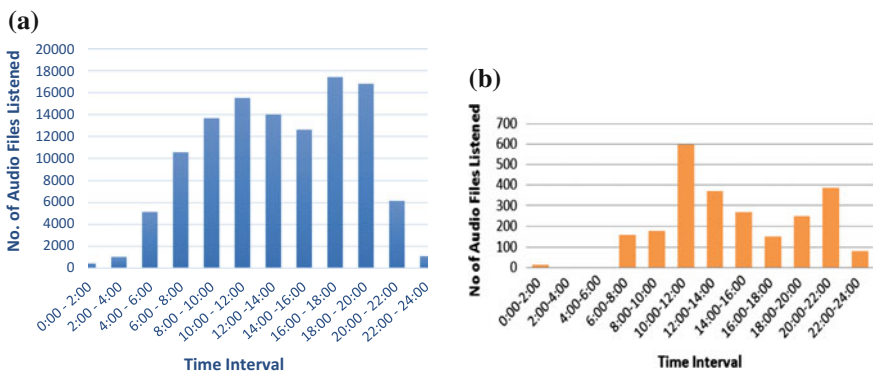 (a)
No. of Audio Files Listened
20000
18000
16000
14000
12000
10000
8000
6000
4000
2000
0
0:00 - 2:00
2:00 - 4:00
4:00 - 6:00
6:00 - 8:00
8:00 - 10:00
10:00 - 12:00
12:00 -14:00
14:00 -16:00
16:00 - 18:00
18:00 - 20:00
20:00 - 22:00
22:00 - 24:00
Time Interval
(b)
No of Audio Files Listened
700
600
500
400
300
200
100
0
0:00-2:00
2:00-4:00
4:00-6:00
6:00-8:00
8:00-10:00
10:00-12:00
12:00-14:00
14:00-16:00
16:00-18:00
18:00-20:00
20:00-22:00
22:00-24:00
Time Interval